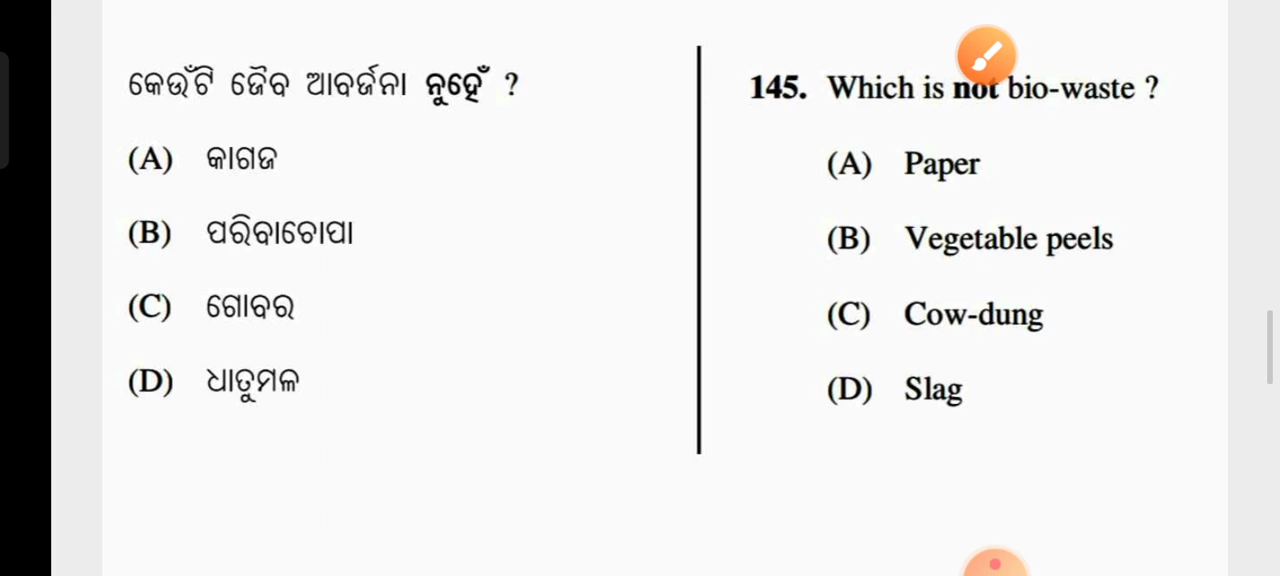 କେଉଁଟି ଜୈବ ଆବର୍ଜନା ନୁହେଁ ?
(A) କାଗଜ
(B) ପରିବାଚୋପା
(C) ଗୋବର
(D) ଧାତୁମଳ
145. Which is not bio-waste ?
(A) Paper
(B) Vegetable peels
(C) Cow-dung
(D) Slag